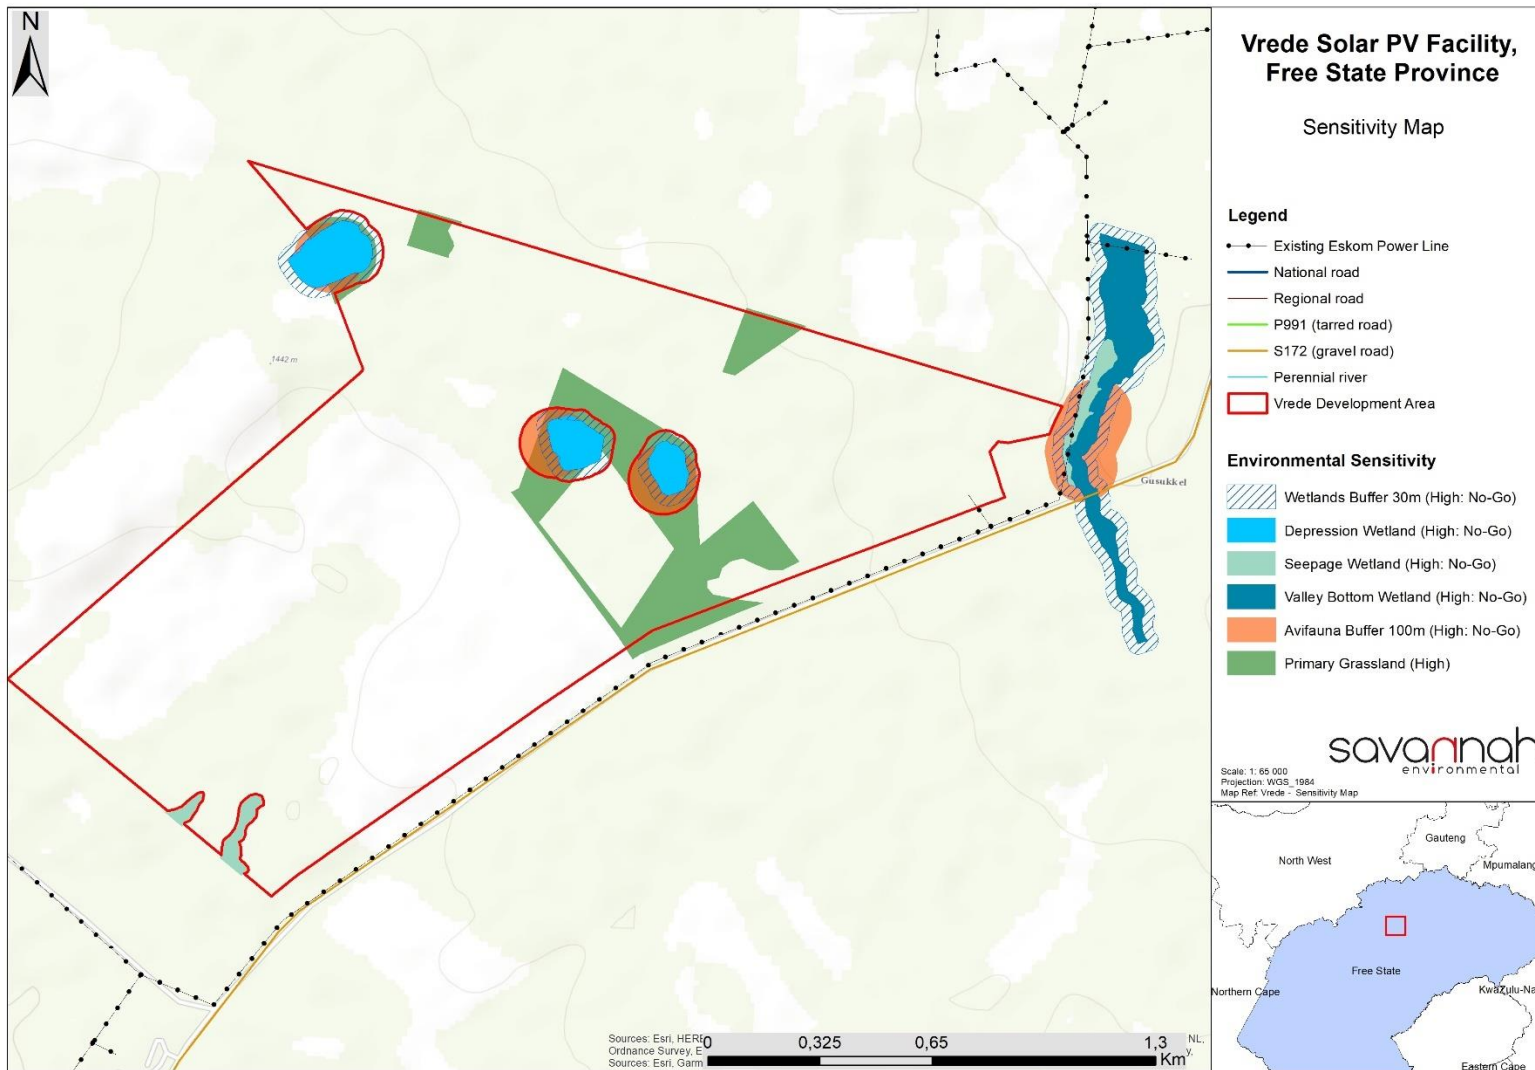 N
1442 m
Gusukkel
Sources: Esri, HERE
Ordnance Survey, E
Sources: Esri, Garm
NL,
y,
0 0,325 0,65 1,3
Km
Vrede Solar PV Facility,
Free State Province
Sensitivity Map
Legend
Existing Eskom Power Line
National road
Regional road
P991 (tarred road)
S172 (gravel road)
Perennial river
Vrede Development Area
Environmental Sensitivity
Wetlands Buffer 30m (High: No-Go)
Depression Wetland (High: No-Go)
Seepage Wetland (High: No-Go)
Valley Bottom Wetland (High: No-Go)
Avifauna Buffer 100m (High: No-Go)
Primary Grassland (High)
savannah
environmental
Scale: 1: 65 000
Projection: WGS_1984
Map Ref: Vrede - Sensitivity Map
Gauteng
North West
Mpumalang
Free State
Northern Cape
KwaZulu-Na
Eastern Cape